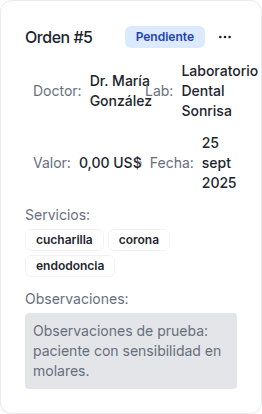 Orden #5 Pendiente ...
Doctor: Dr. María González Lab: Laboratorio Dental Sonrisa
Valor: 0,00 US$ Fecha: 25 sept 2025
Servicios:
cucharilla corona
endodoncia
Observaciones:
Observaciones de prueba:
paciente con sensibilidad en
molares.